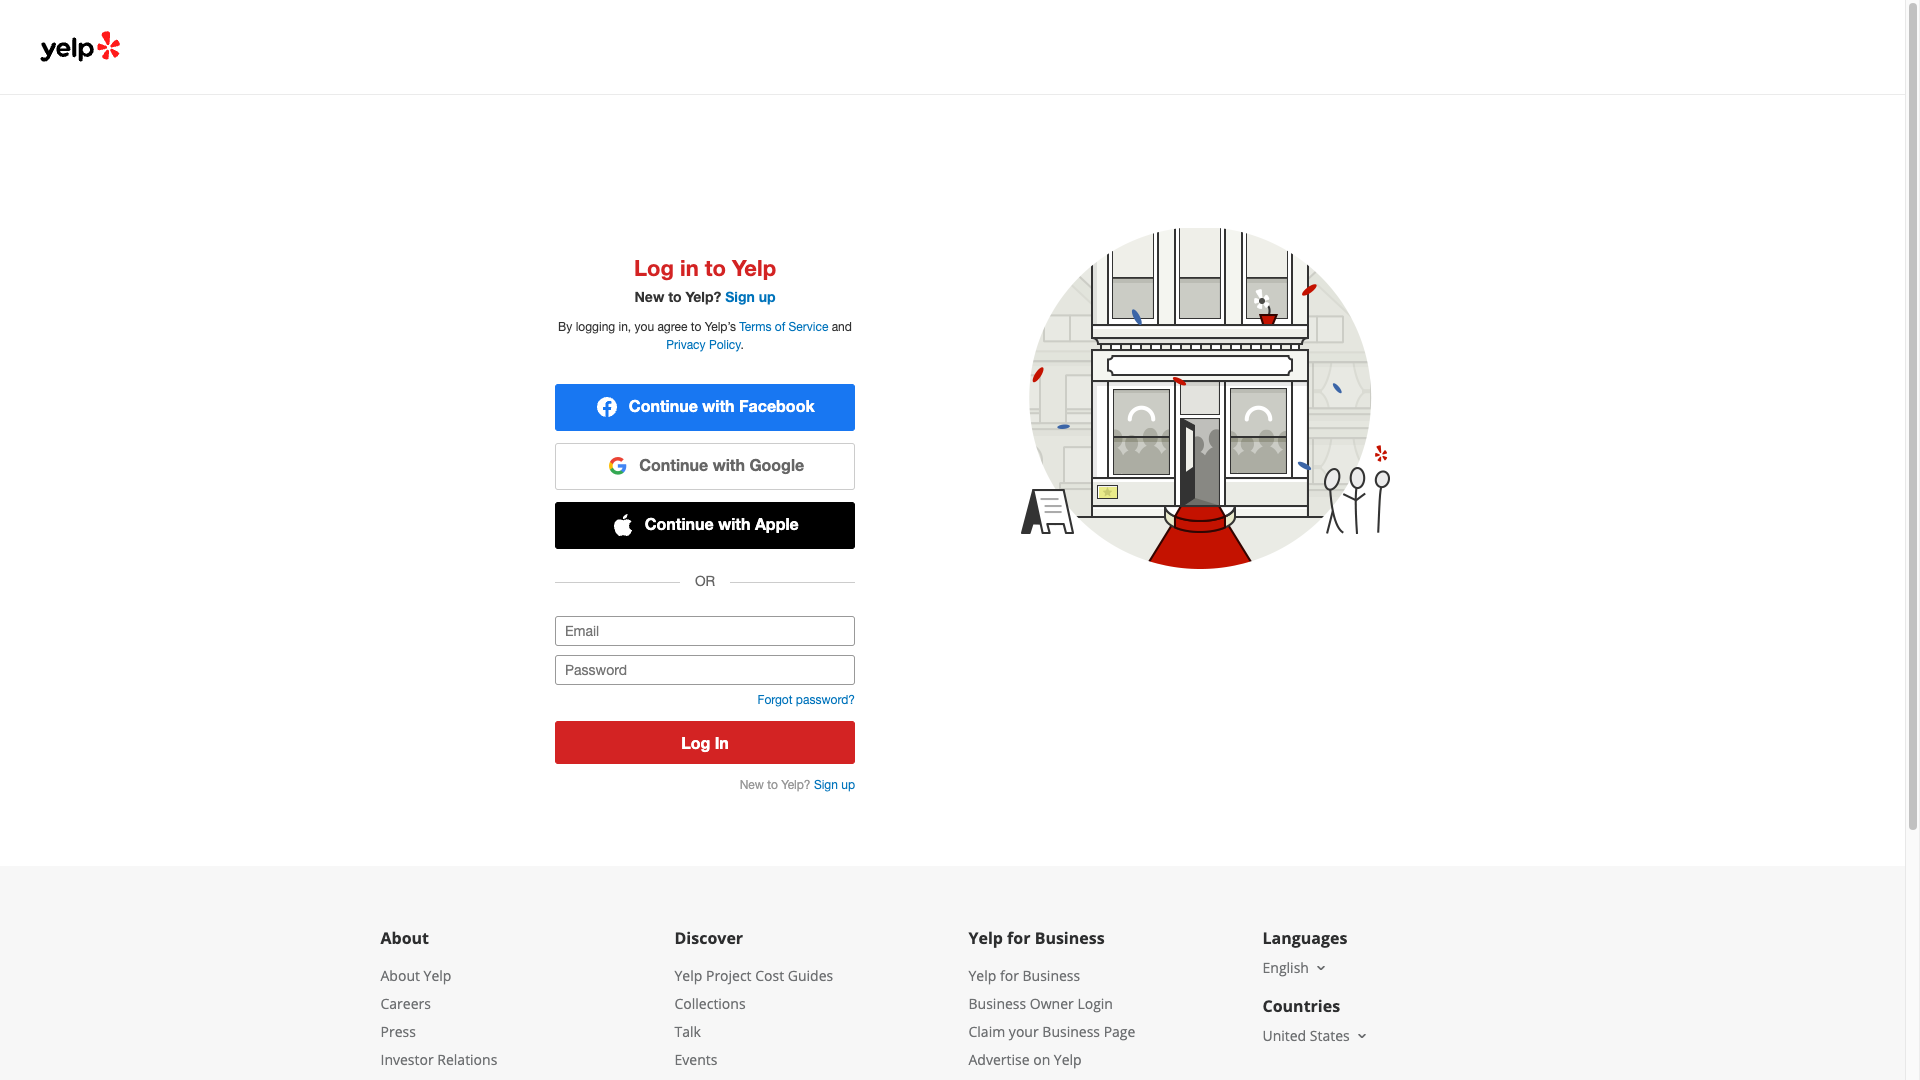 yelp
Log in to Yelp
New to Yelp? Sign up
By logging in, you agree to Yelp's Terms of Service and
Privacy Policy.
Continue with Facebook
Continue with Google
Continue with Apple
OR
Email
Password
Forgot password?
Log In
New to Yelp? Sign up
About
About Yelp
Careers
Press
Investor Relations
Discover
Yelp Project Cost Guides
Collections
Talk
Events
Yelp for Business
Yelp for Business
Business Owner Login
Claim your Business Page
Advertise on Yelp
Languages
English
Countries
United States